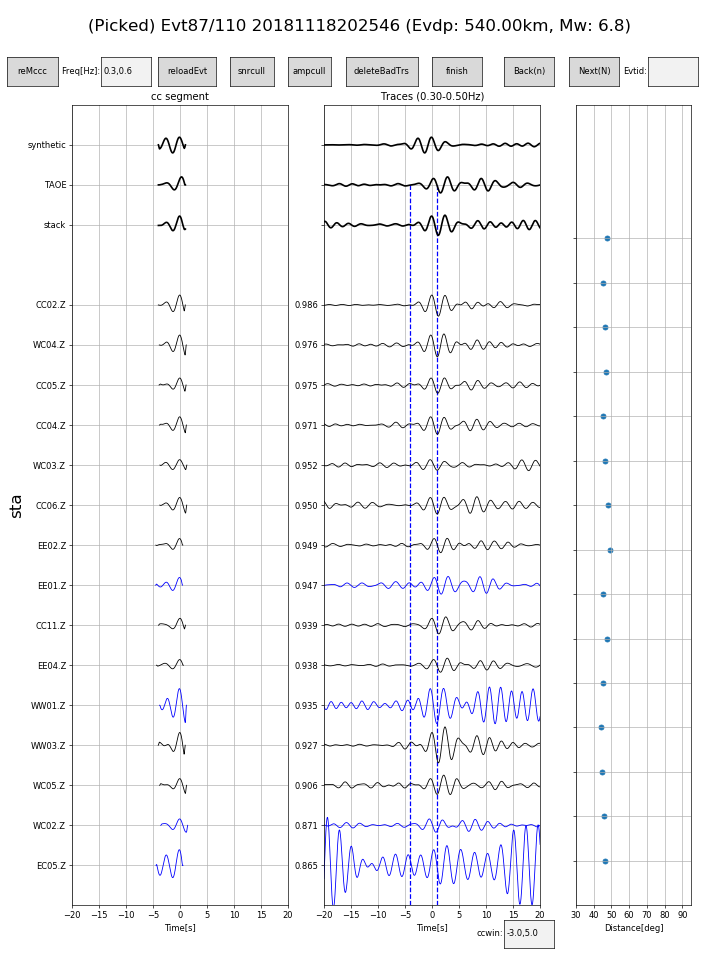 (Picked) Evt87/110 20181118202546 (Evdp: 540.00km, Mw: 6.8)
reMccc Freq[Hz]: 0.3,0.6 reloadEvt snrcull ampcull deleteBadTrs finish Back(n) Next(N) Evtid:
cc segment Traces (0.30-0.50Hz)
synthetic
TAOE
stack
CC02.Z 0.986
WC04.Z 0.976
CC05.Z 0.975
CC04.Z 0.971
WC03.Z 0.952
CC06.Z 0.950
sta
EE02.Z 0.949
EE01.Z 0.947
CC11.Z 0.939
EE04.Z 0.938
WW01.Z 0.935
WW03.Z 0.927
WC05.Z 0.906
WC02.Z 0.871
EC05.Z 0.865
−20 −15 −10 −5 0 5 10 15 20 −20 −15 −10 −5 0 5 10 15 20 30 40 50 60 70 80 90
Time[s] Time[s] Distance[deg]
ccwin: -3.0,5.0